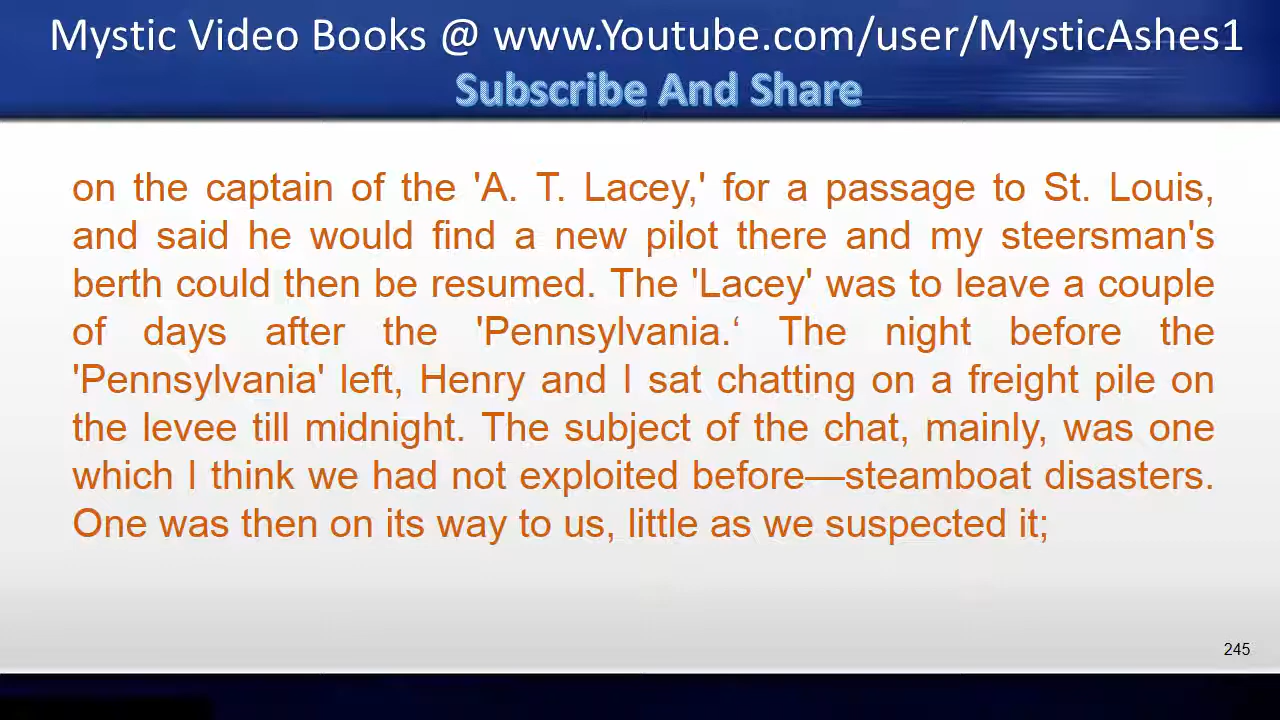 Mystic Video Books @ www.Youtube.com/user/MysticAshes1
Subscribe And Share
on the captain of the 'A. T. Lacey,' for a passage to St. Louis,
and said he would find a new pilot there and my steersman's
berth could then be resumed. The 'Lacey' was to leave a couple
of days after the 'Pennsylvania.‘ The night before the
'Pennsylvania' left, Henry and I sat chatting on a freight pile on
the levee till midnight. The subject of the chat, mainly, was one
which I think we had not exploited before—steamboat disasters.
One was then on its way to us, little as we suspected it;
245